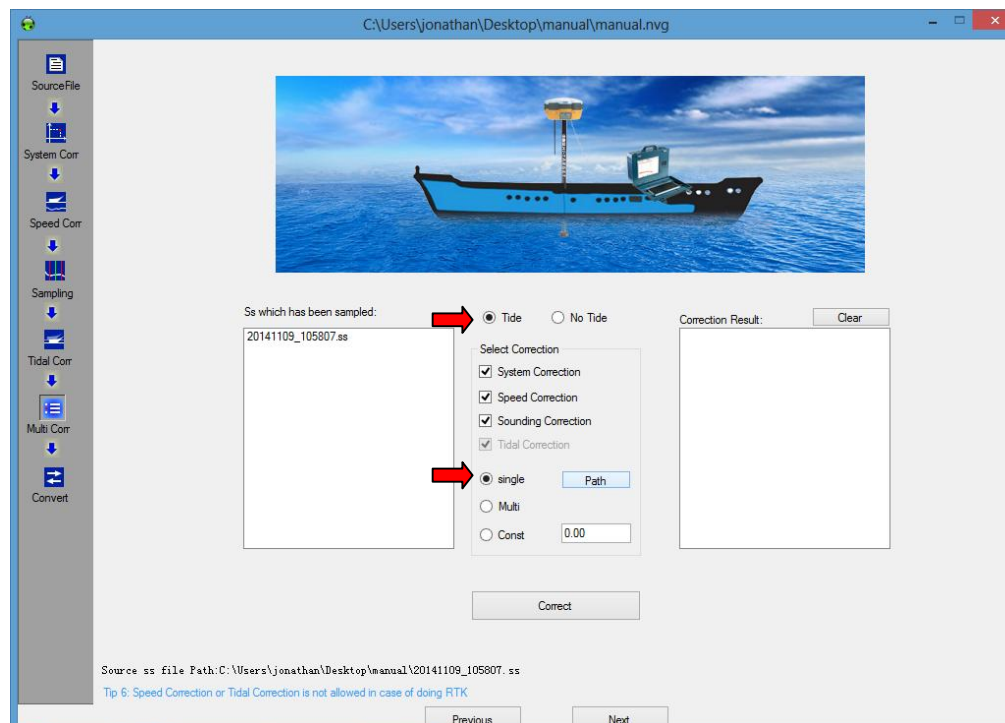 C:\Users\jonathan\Desktop\manual\manual.nvg
SourceFile
System Corr
Speed Corr
Sampling
Tidal Corr
Multi Corr
Convert
Ss which has been sampled:
20141109_105807.ss
Tide
No Tide
Select Correction
System Correction
Speed Correction
Sounding Correction
Tidal Correction
single
Path
Multi
Const
0.00
Correction Result:
Clear
Correct
Source ss file Path:C:\Users\jonathan\Desktop\manual\20141109_105807.ss
Tip 6: Speed Correction or Tidal Correction is not allowed in case of doing RTK
Previous
Next